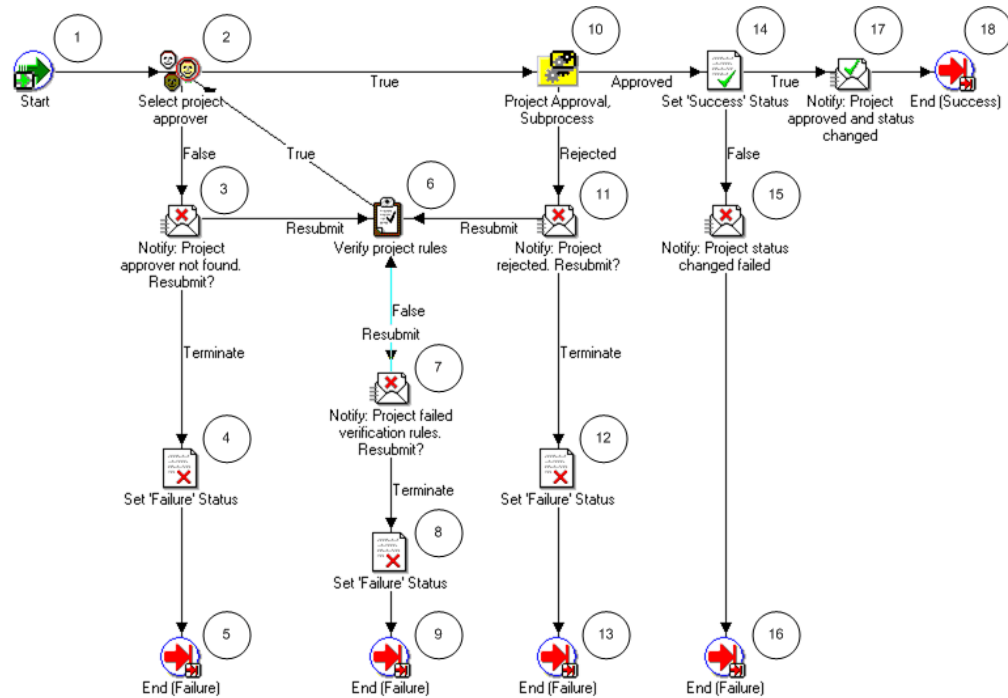 1
2
10
14
17
18
Start
Select project
approver
True
Project Approval,
Subprocess
Approved
Set 'Success' Status
True
Notify: Project
approved and status
changed
End (Success)
False
True
Rejected
False
3
6
11
15
Resubmit
Resubmit
Notify: Project
approver not found.
Resubmit?
Verify project rules
Notify: Project
rejected. Resubmit?
Notify: Project status
changed failed
False
Resubmit
Terminate
Terminate
7
Notify: Project failed
verification rules.
Resubmit?
4
12
Set 'Failure' Status
Set 'Failure' Status
Terminate
8
Set 'Failure' Status
5
9
13
16
End (Failure)
End (Failure)
End (Failure)
End (Failure)